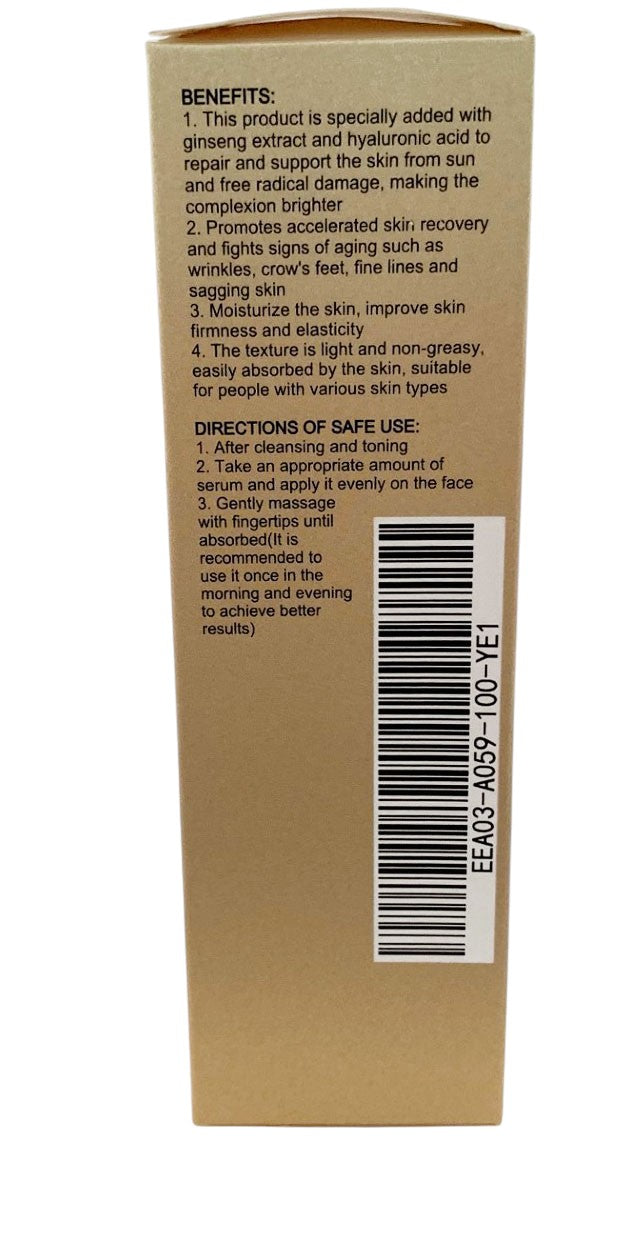 BENEFITS:
1. This product is specially added with
ginseng extract and hyaluronic acid to
repair and support the skin from sun
and free radical damage, making the
complexion brighter
2. Promotes accelerated skin recovery
and fights signs of aging such as
wrinkles, crow's feet, fine lines and
sagging skin
3. Moisturize the skin, improve skin
firmness and elasticity
4. The texture is light and non-greasy,
easily absorbed by the skin, suitable
for people with various skin types
DIRECTIONS OF SAFE USE:
1. After cleansing and toning
2. Take an appropriate amount of
serum and apply it evenly on the face
3. Gently massage
with fingertips until
absorbed(It is
recommended to
use it once in the
morning and evening
to achieve better
results)
EEA03-A059-100-YE1